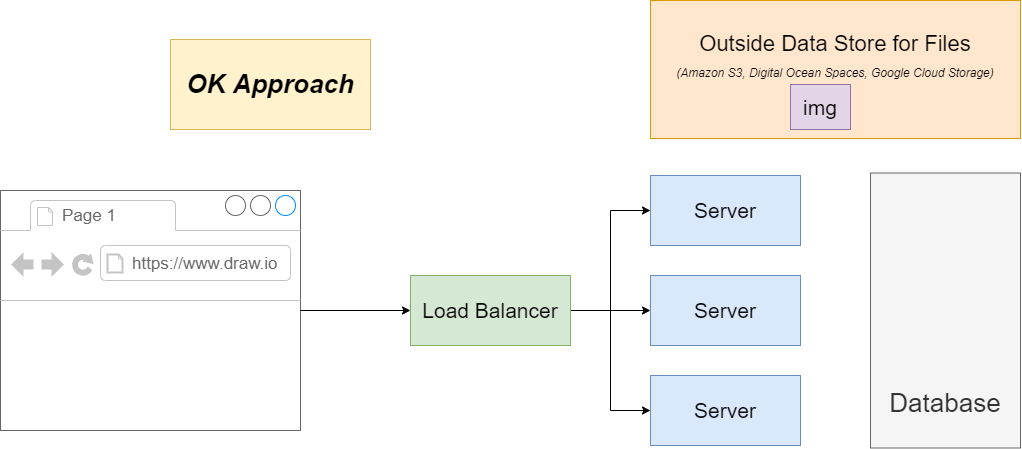 OK Approach
Outside Data Store for Files
(Amazon S3, Digital Ocean Spaces, Google Cloud Storage)
img
Page 1
https://www.draw.io
Load Balancer
Server
Server
Server
Database